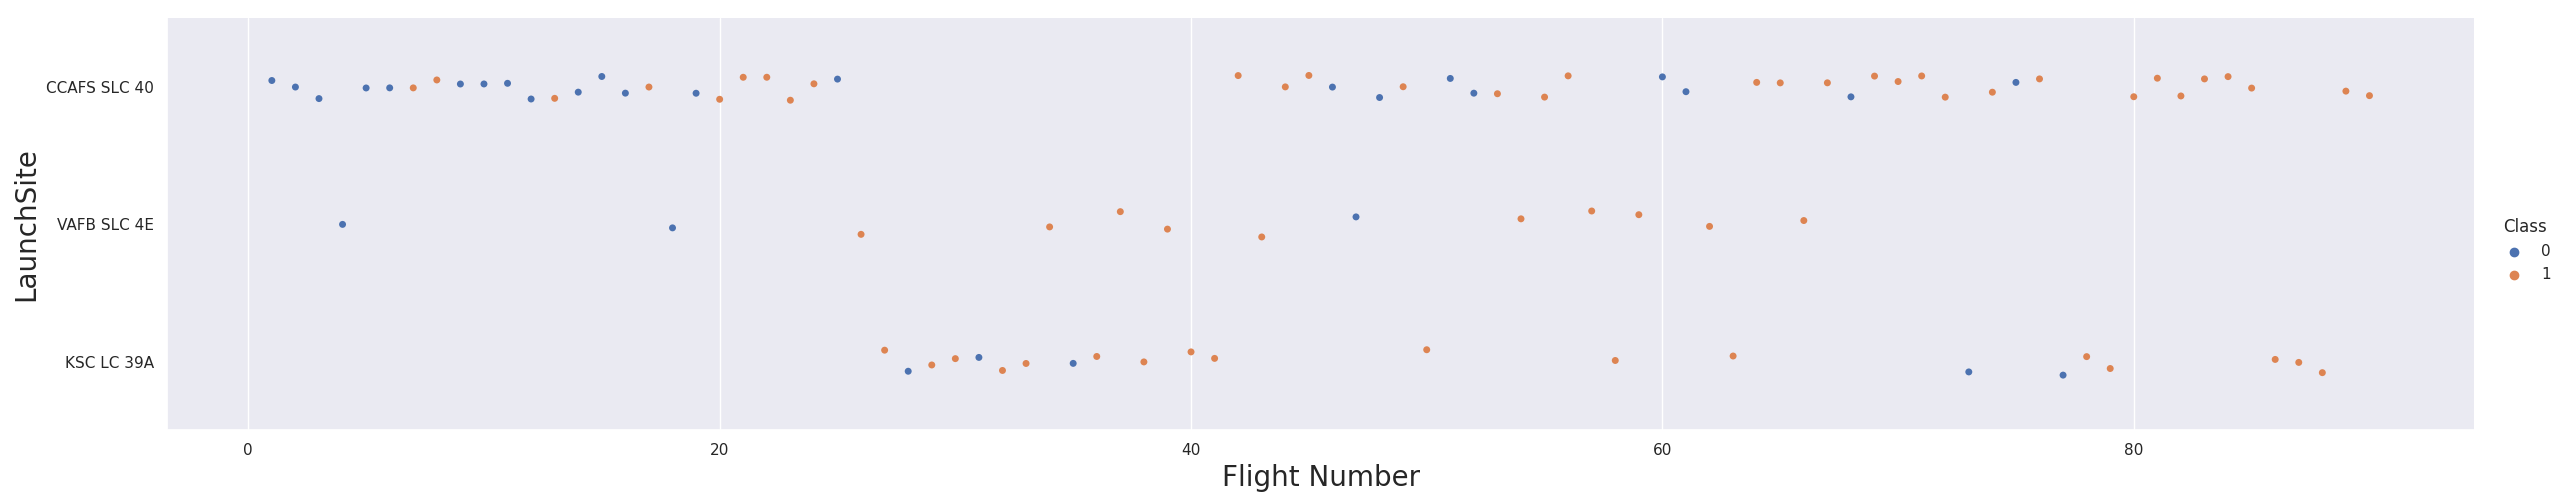 LaunchSite
CCAFS SLC 40
VAFB SLC 4E
KSC LC 39A
0
20
40
60
80
Flight Number
Class
0
1